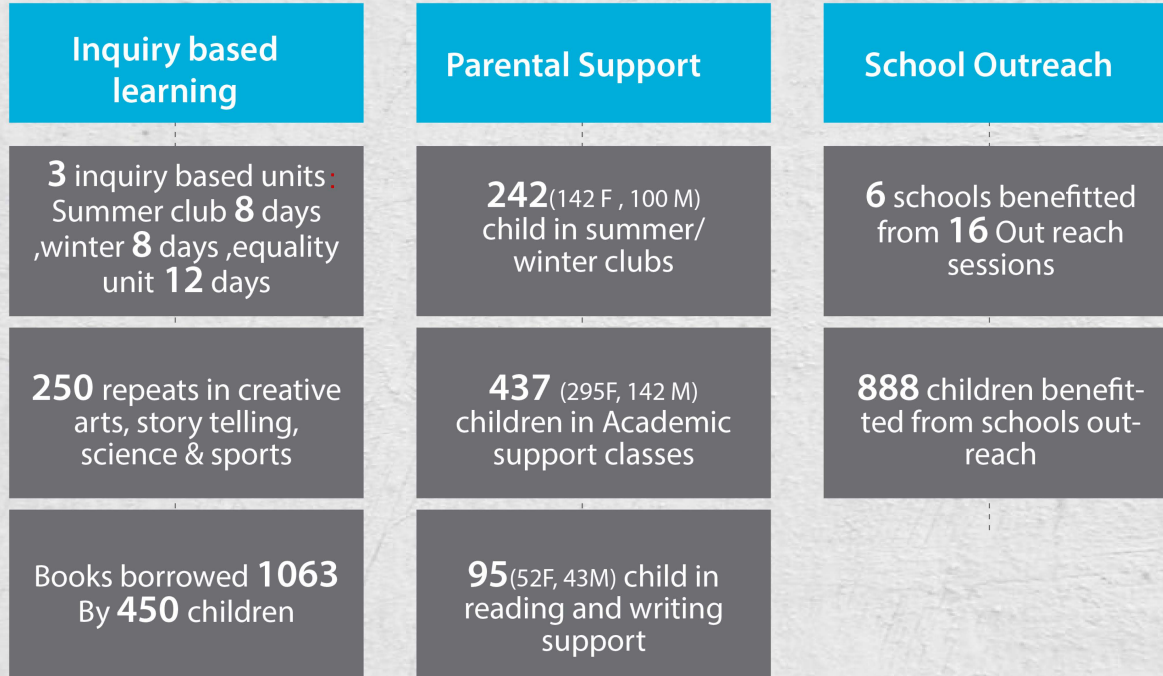 Inquiry based
learning
3 inquiry based units:
Summer club 8 days
,winter 8 days ,equality
unit 12 days
250 repeats in creative
arts, story telling,
science & sports
Books borrowed 1063
By 450 children
Parental Support
242(142 F , 100 M)
child in summer/
winter clubs
437 (295F, 142 M)
children in Academic
support classes
95(52F, 43M) child in
reading and writing
support
School Outreach
6 schools benefitted
from 16 Out reach
sessions
888 children benefit-
ted from schools out-
reach